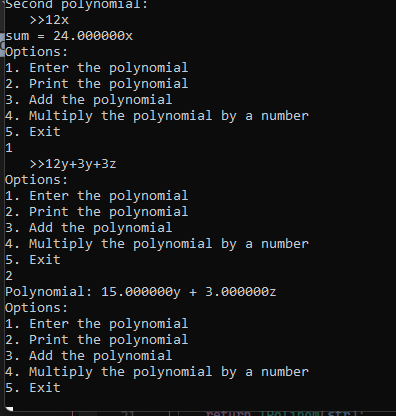 Second polynomial:
>>12x
sum = 24.000000x
Options:
1. Enter the polynomial
2. Print the polynomial
3. Add the polynomial
4. Multiply the polynomial by a number
5. Exit
1
>>12y+3y+3z
Options:
1. Enter the polynomial
2. Print the polynomial
3. Add the polynomial
4. Multiply the polynomial by a number
5. Exit
2
Polynomial: 15.000000y + 3.000000z
Options:
1. Enter the polynomial
2. Print the polynomial
3. Add the polynomial
4. Multiply the polynomial by a number
5. Exit